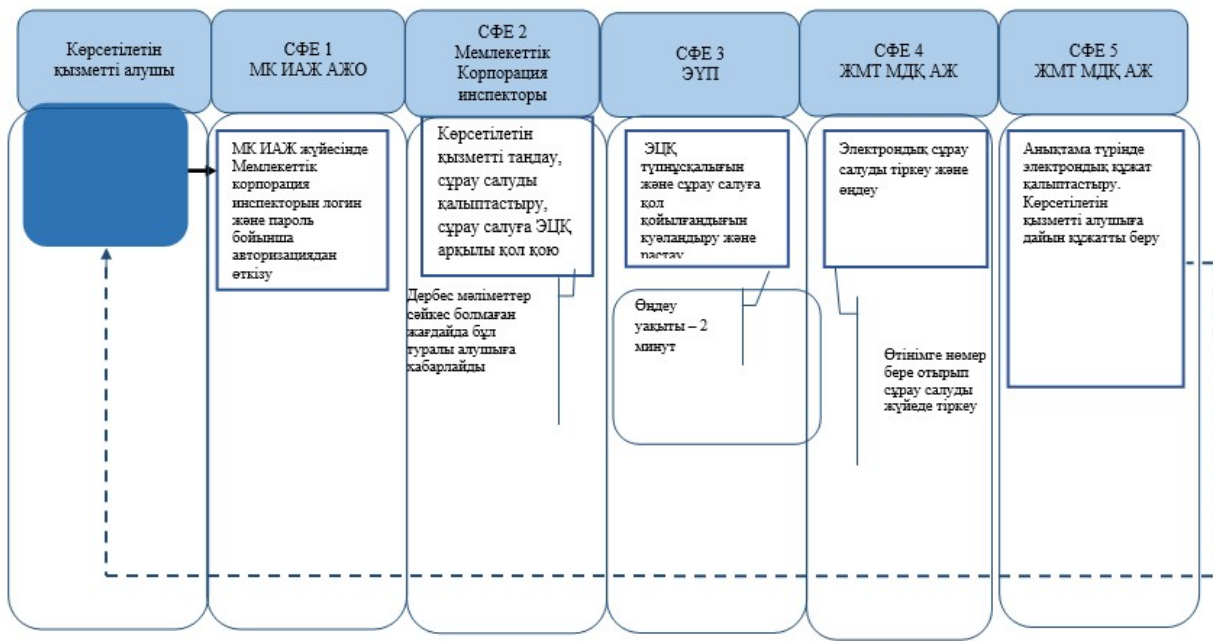 Көрсетілетін
қызметті алушы
СФЕ 1
МК ИАЖ АЖО
СФЕ 2
Мемлекеттік
Корпорация
инспекторы
СФЕ 3
ЭҮП
СФЕ 4
ЖМТ МДҚ АЖ
СФЕ 5
ЖМТ МДҚ АЖ
МК ИАЖ жүйесінде
Мемлекеттік
корпорация
инспекторын логин
және пароль
бойынша
авторизациядан
өткізу
Көрсетілетін
қызметті таңдау,
сұрау салуды
қалыптастыру,
сұрау салуға ЭЦҚ
арқылы қол қою
Дербес мәліметтер
сәйкес болмаған
жағдайда бұл
туралы алушыға
хабарлайды
ЭЦҚ
түпнұсқалығын
және сұрау салуға
қол
қойылғандығын
куәландыру және
растау
Өңдеу
уақыты – 2
минут
Электрондық сұрау
салуды тіркеу және
өңдеу
Өтінімге нөмер
бере отырып
сұрау салуды
жүйеде тіркеу
Анықтама түрінде
электрондық құжат
қалыптастыру.
Көрсетілетін
қызметті алушыға
дайын құжатты беру